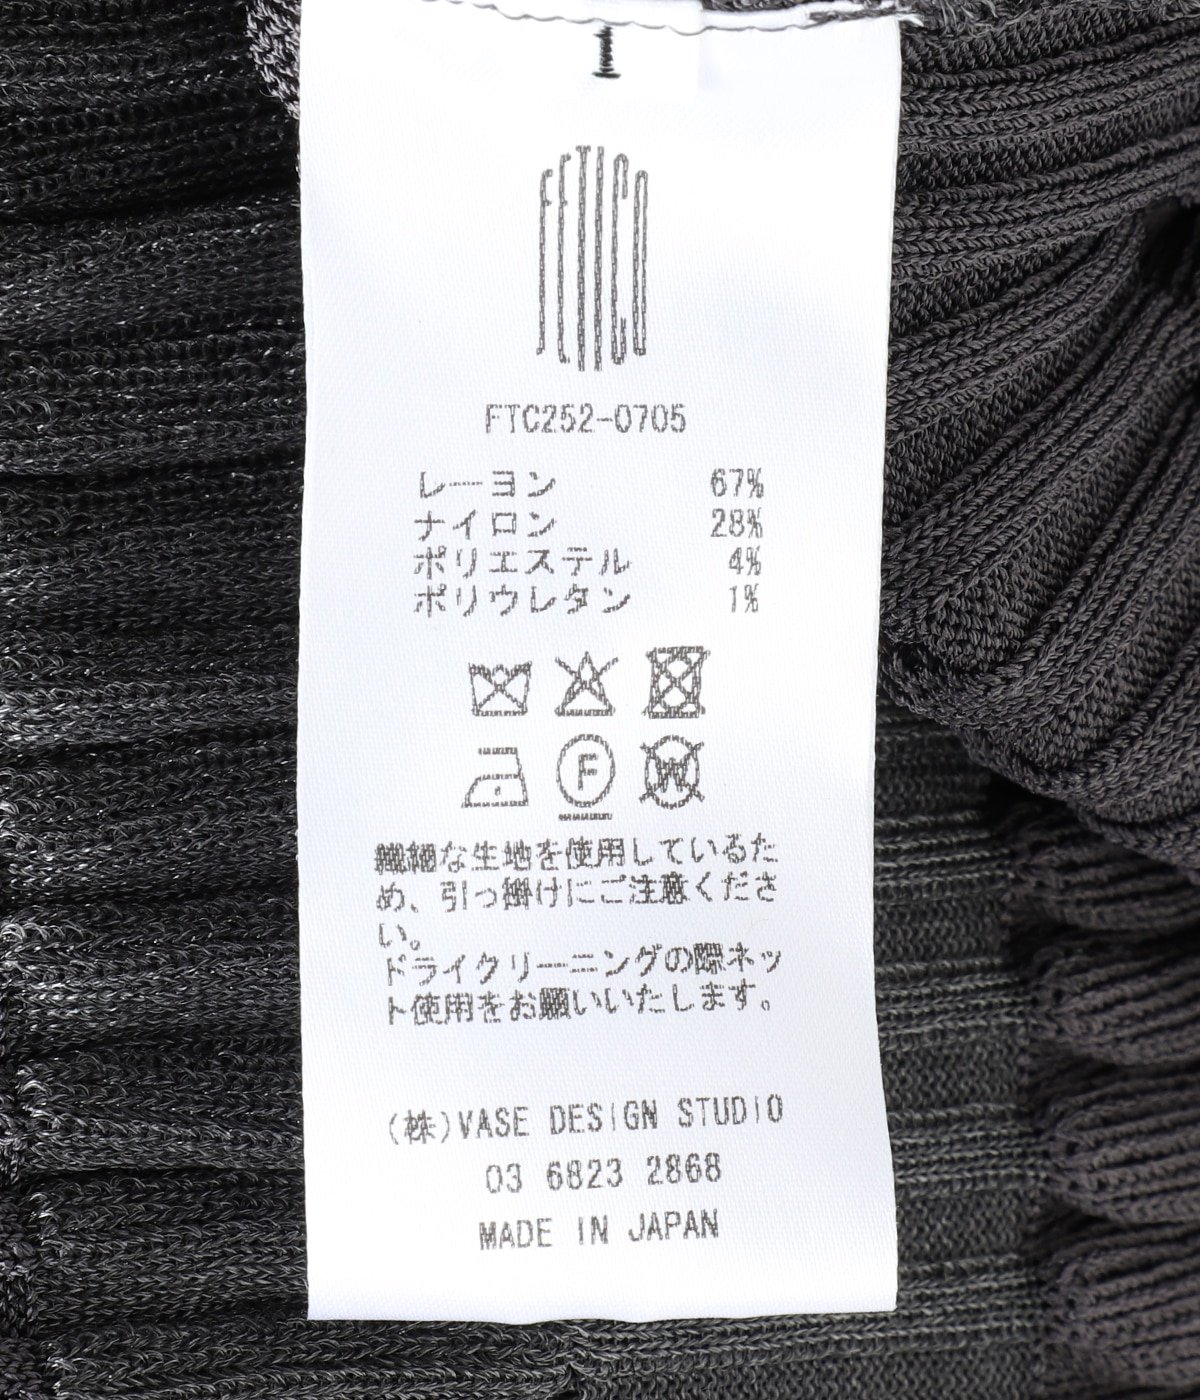 1
FETICO
FTC252-0705
レーヨン 67%
ナイロン 28%
ポリエステル 4%
ポリウレタン 1%
F W
繊細な生地を使用しているた
め、引っ掛けにご注意くださ
い。
ドライクリーニングの際ネッ
ト使用をお願いいたします。
(株)VASE DESIGN STUDIO
03 6823 2868
MADE IN JAPAN